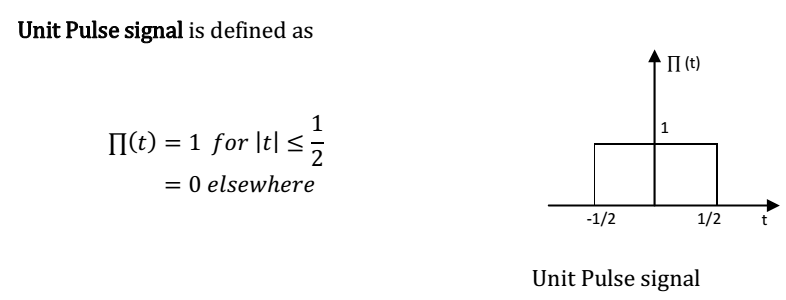 Unit Pulse signal is defined as
∏(t) = 1 for |t| ≤ 1/2
= 0 elsewhere
∏ (t)
1
-1/2 1/2 t
Unit Pulse signal